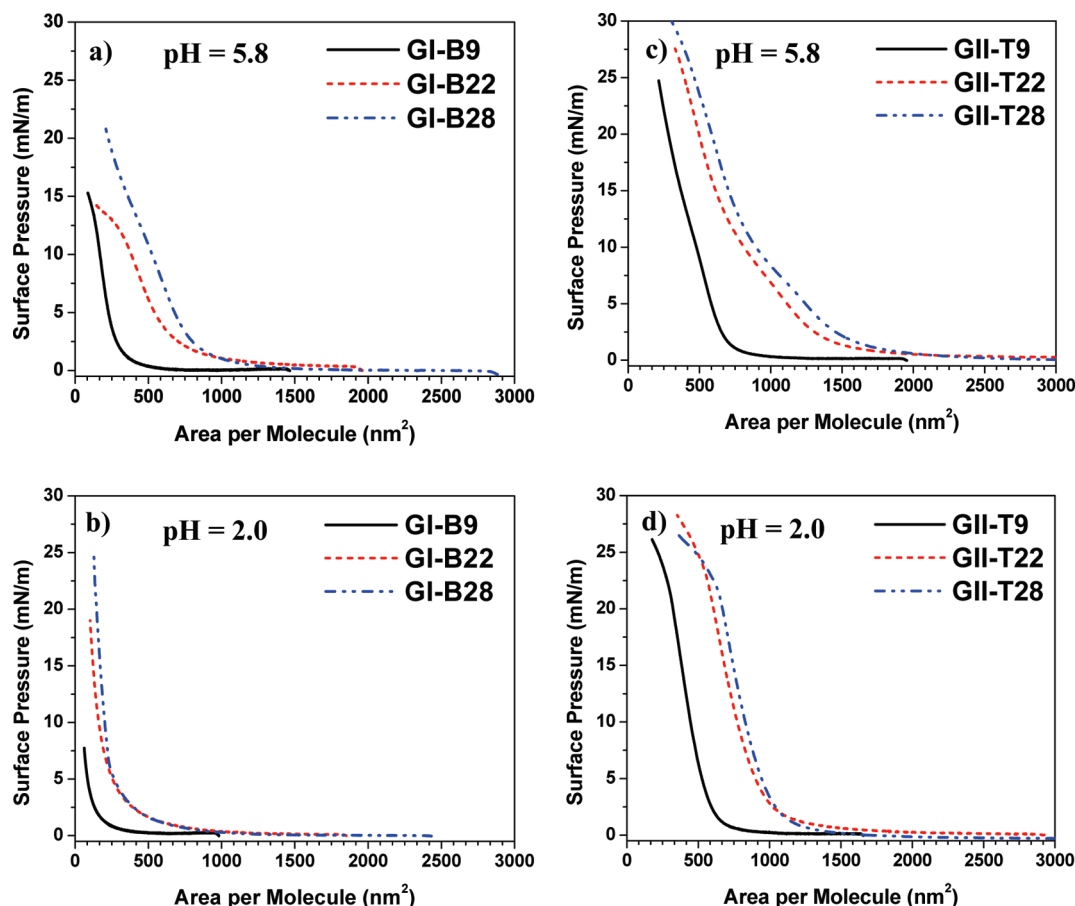 a)
pH = 5.8
GI-B9
GI-B22
GI-B28
30
25
20
15
10
5
0
Surface Pressure (mN/m)
0 500 1000 1500 2000 2500 3000
Area per Molecule (nm²)
c)
pH = 5.8
GII-T9
GII-T22
GII-T28
30
25
20
15
10
5
0
Surface Pressure (mN/m)
0 500 1000 1500 2000 2500 3000
Area per Molecule (nm²)
b)
pH = 2.0
GI-B9
GI-B22
GI-B28
30
25
20
15
10
5
0
Surface Pressure (mN/m)
0 500 1000 1500 2000 2500 3000
Area per Molecule (nm²)
d)
pH = 2.0
GII-T9
GII-T22
GII-T28
30
25
20
15
10
5
0
Surface Pressure (mN/m)
0 500 1000 1500 2000 2500 3000
Area per Molecule (nm²)